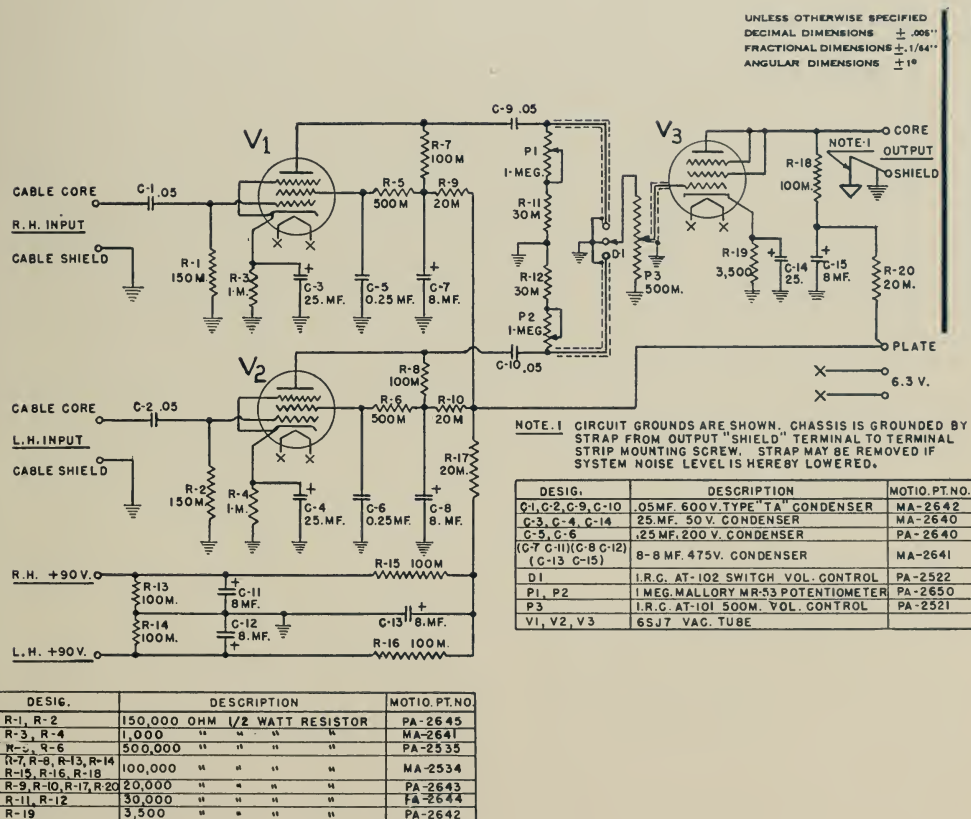 UNLESS OTHERWISE SPECIFIED
DECIMAL DIMENSIONS ± .005"
FRACTIONAL DIMENSIONS ±.1/64"
ANGULAR DIMENSIONS ±1°
C-9 .05
V1
R-7
100M
P1
1-MEG.
V3
CORE
NOTE-1
OUTPUT
SHIELD
R-18
100M.
CABLE CORE
C-1 .05
R.H. INPUT
CABLE SHIELD
R-5
500M
R-9
20M
R-11
30M
R-1
150M.
R-3
1-M.
C-3
25.MF.
C-5
0.25MF.
C-7
8.MF.
D-1
R-12
30M
P3
500M.
R-19
3,500
C-14
25.
C-15
8MF.
R-20
20M.
P2
1-MEG
C-10 .05
PLATE
6.3 V.
V2
R-8
100M
CABLE CORE
C-2 .05
L.H. INPUT
CABLE SHIELD
R-6
500M
R-10
20M
R-17
20M.
R-2
150M.
R-4
1-M.
C-4
25.MF.
C-6
0.25MF.
C-8
8.MF.
NOTE.1 CIRCUIT GROUNDS ARE SHOWN. CHASSIS IS GROUNDED BY
STRAP FROM OUTPUT "SHIELD" TERMINAL TO TERMINAL
STRIP MOUNTING SCREW. STRAP MAY BE REMOVED IF
SYSTEM NOISE LEVEL IS HEREBY LOWERED.
R.H. +90V.
R-15 100M
R-13
100M.
C-11
8MF.
R-14
100M.
C-12
8.MF.
C-13 8.MF.
R-16 100M.
L.H. +90V.
DESIG. DESCRIPTION MOTIO.PT.NO.
C-1,C-2,C-9,C-10 .05MF. 600V.TYPE "TA" CONDENSER MA-2642
C-3, C-4, C-14 25.MF. 50V. CONDENSER MA-2640
C-5, C-6 .25MF.200 V. CONDENSER PA-2640
(C-7 C-11)(C-8 C-12)
(C-13 C-15) 8-8 MF. 475V. CONDENSER MA-2641
D1 I.R.C. AT-102 SWITCH VOL. CONTROL PA-2522
P1, P2 1 MEG.MALLORY MR-53 POTENTIOMETER PA-2650
P3 I.R.C. AT-101 500M. VOL. CONTROL PA-2521
V1, V2, V3 6SJ7 VAC. TUBE
DESIG. DESCRIPTION MOTIO.PT.NO.
R-1, R-2 150,000 OHM 1/2 WATT RESISTOR PA-2645
R-3, R-4 1,000 " " " " MA-2641
R-6 500,000 " " " " PA-2535
R-7, R-8, R-13, R-14
R-15, R-16, R-18 100,000 " " " " MA-2534
R-9,R-10,R-17,R-20 20,000 " " " " PA-2643
R-11, R-12 30,000 " " " " PA-2644
R-19 3,500 " " " " PA-2642